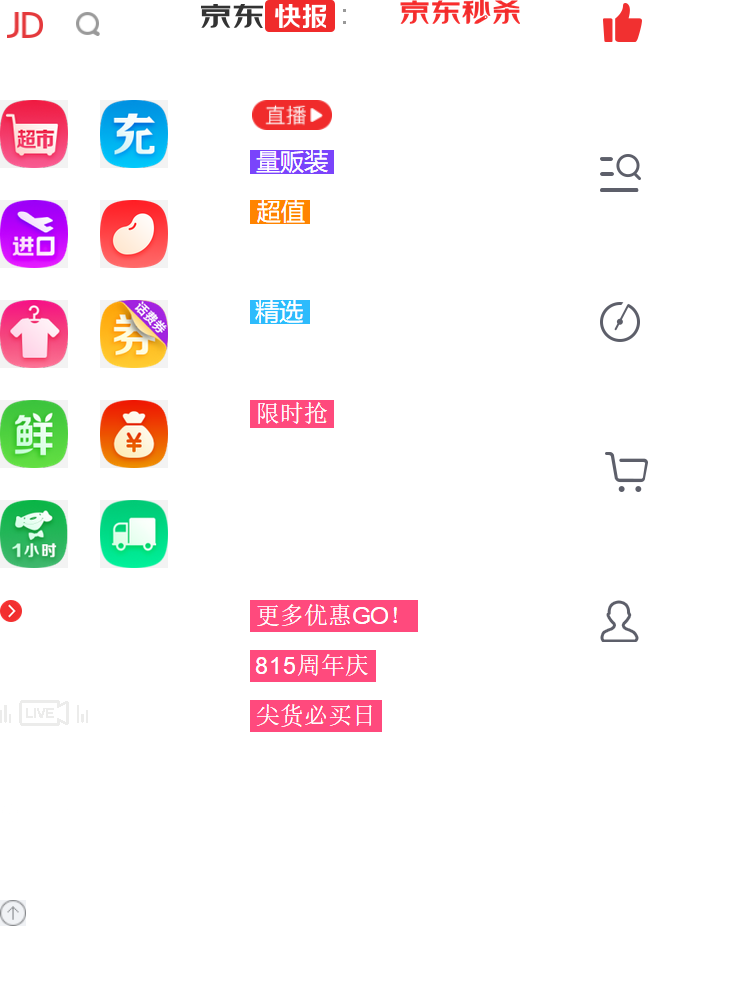 JD
京东快报：
京东秒杀
超市
充
直播
量贩装
进口
超值
券
话费券
精选
鲜
¥
限时抢
1小时
更多优惠GO！
815周年庆
LIVE
尖货必买日